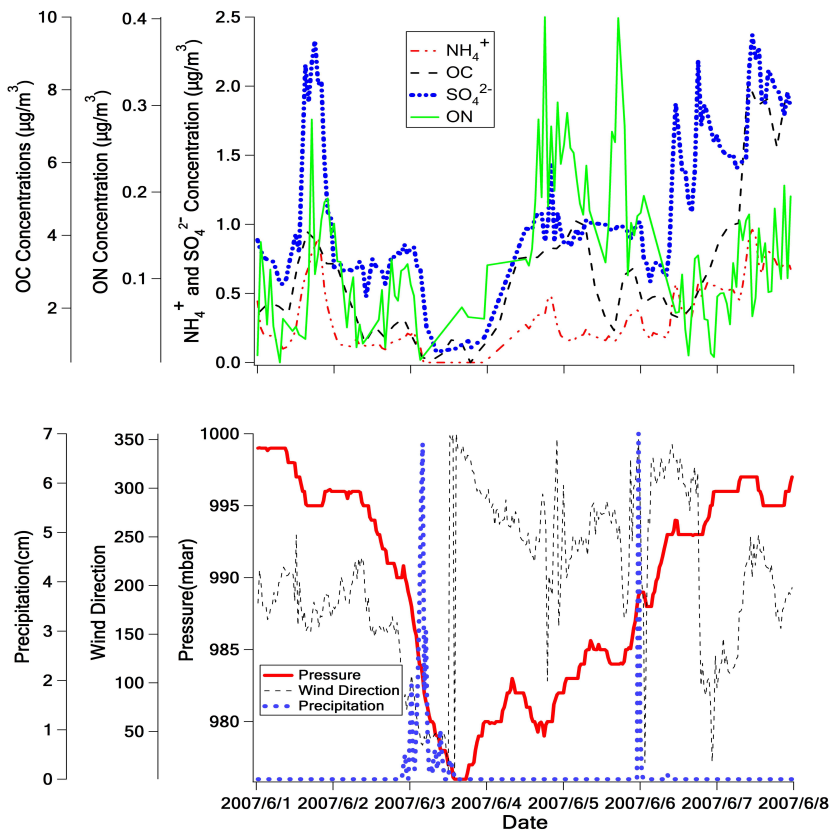 10
8
6
4
2
OC Concentrations (μg/m³)
0.4
0.3
0.2
0.1
ON Concentration (μg/m³)
2.5
2.0
1.5
1.0
0.5
0.0
NH₄⁺ and SO₄²⁻ Concentration (μg/m³)
NH₄⁺
OC
SO₄²⁻
ON
7
6
5
4
3
2
1
0
Precipitation(cm)
350
300
250
200
150
100
50
Wind Direction
1000
995
990
985
980
Pressure(mbar)
Pressure
Wind Direction
Precipitation
2007/6/1 2007/6/2 2007/6/3 2007/6/4 2007/6/5 2007/6/6 2007/6/7 2007/6/8
Date